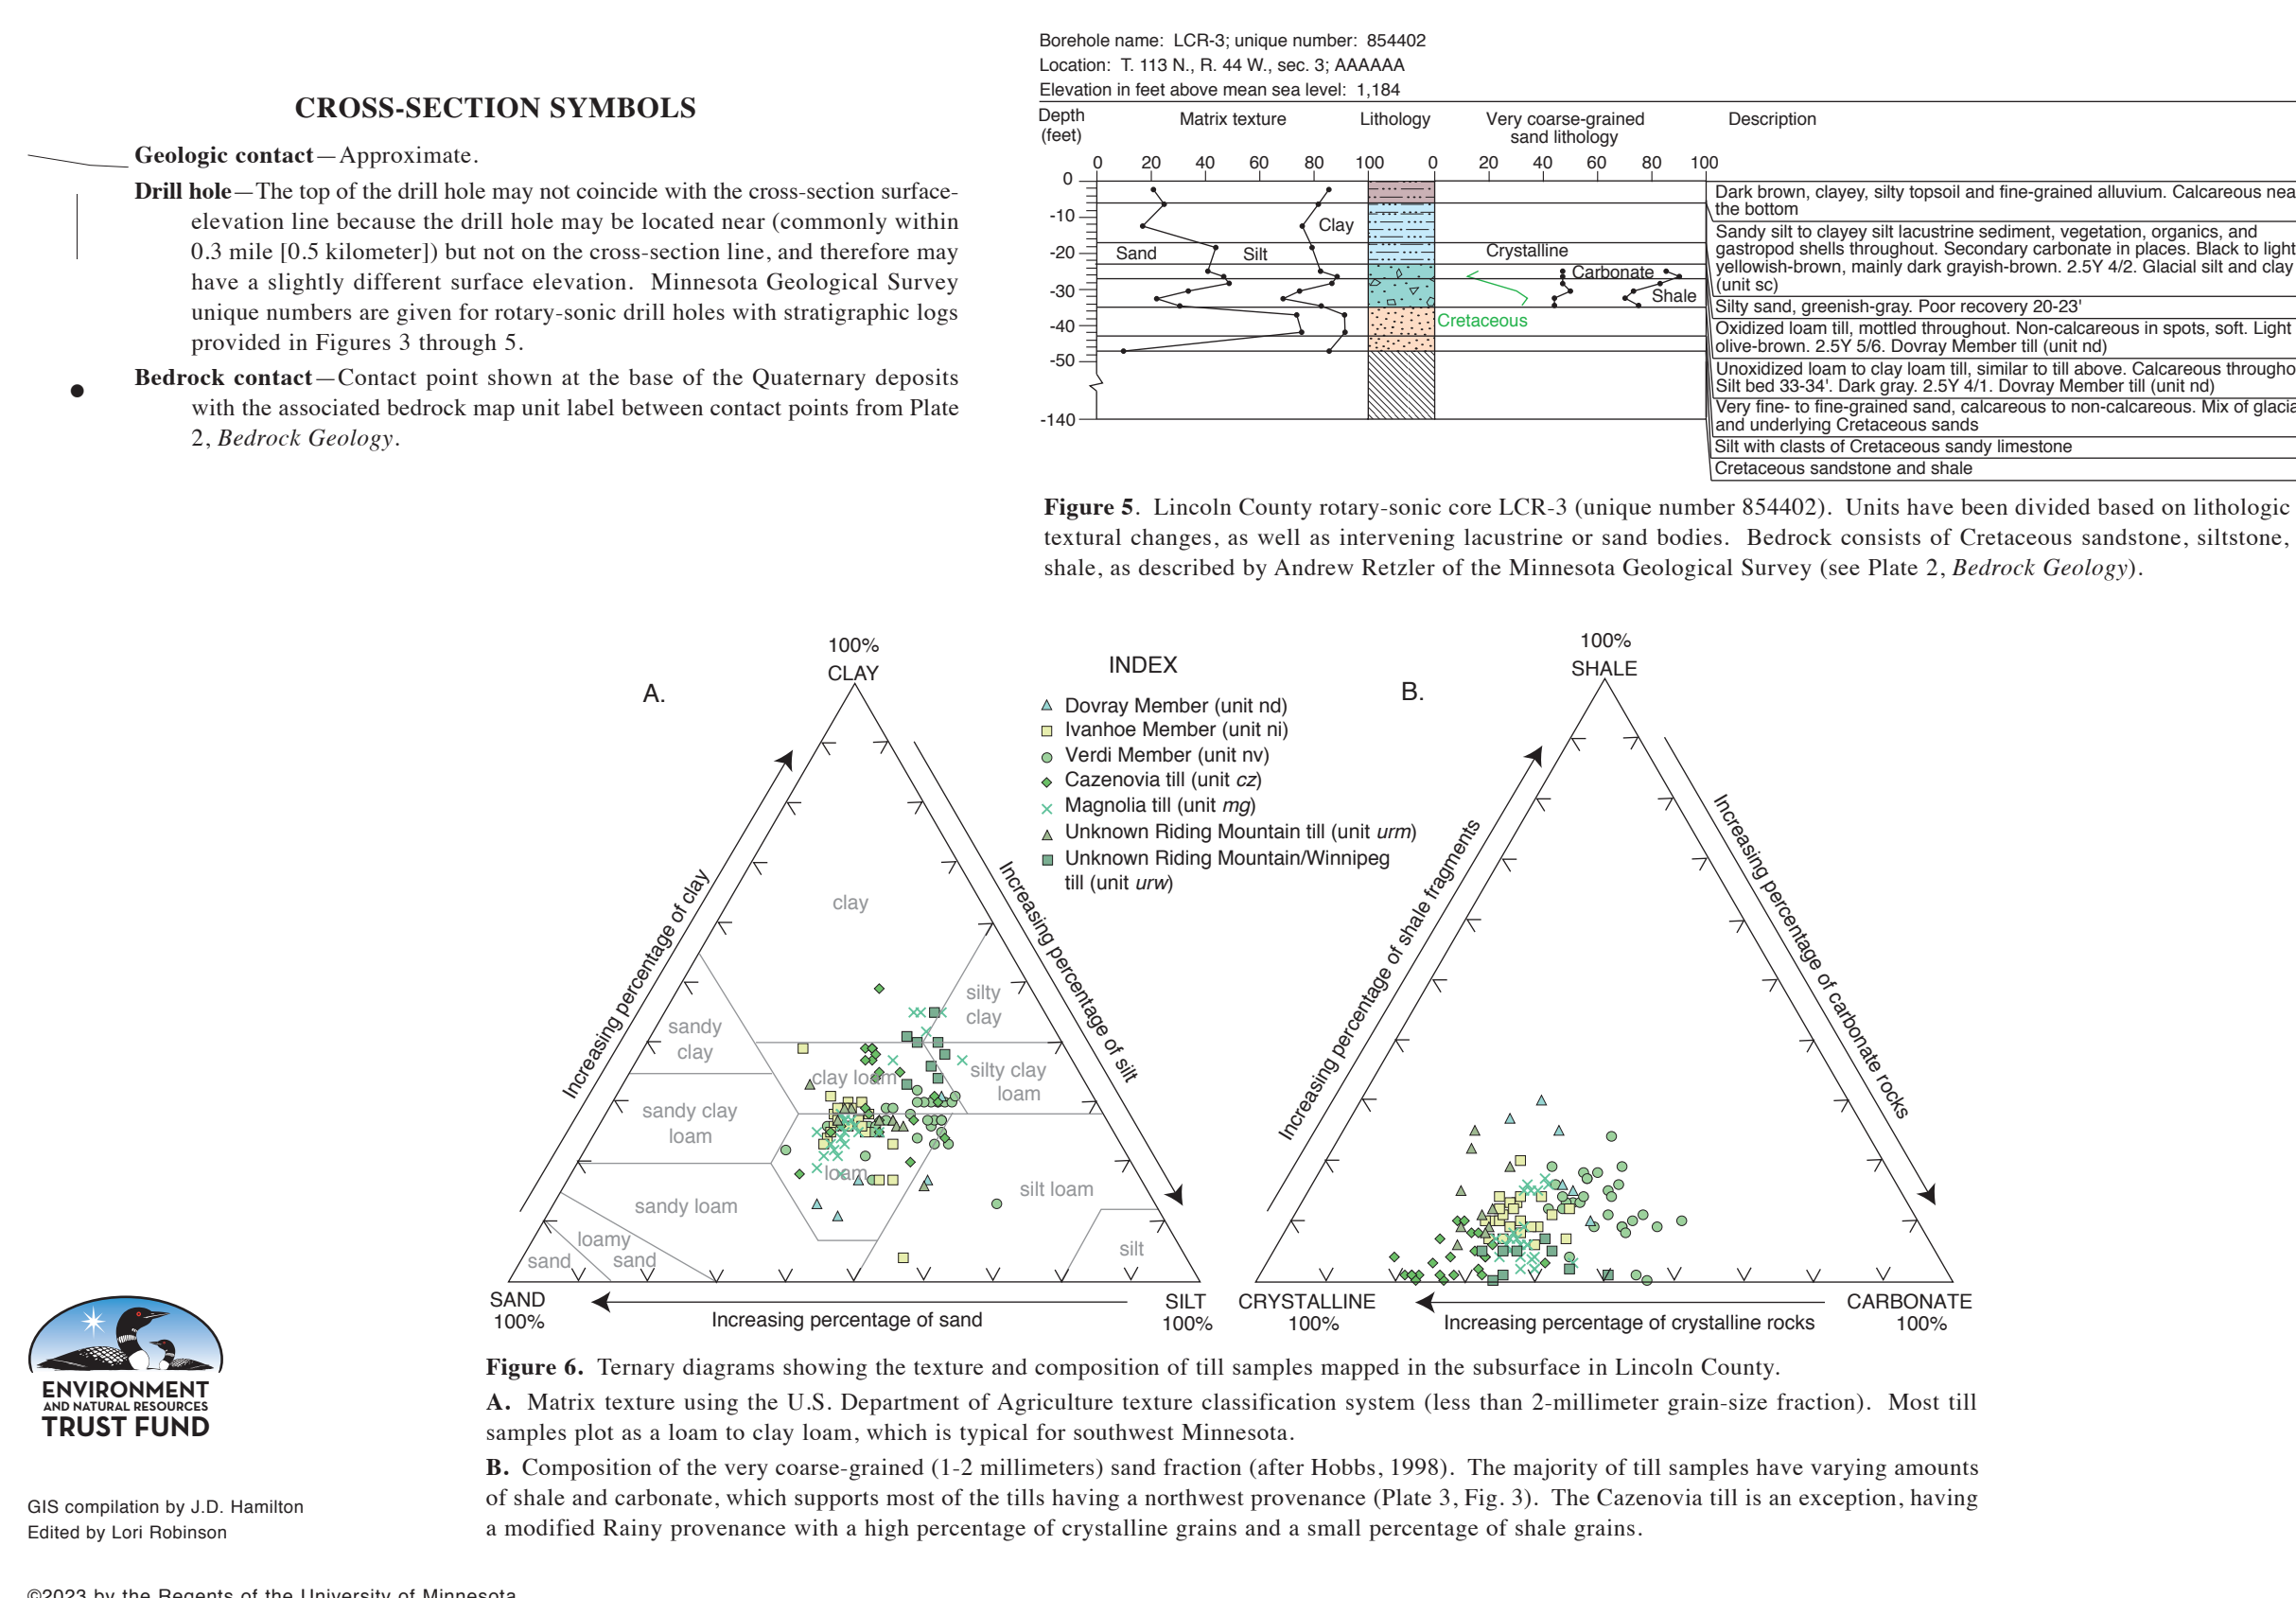 CROSS-SECTION SYMBOLS
Geologic contact—Approximate.
Drill hole—The top of the drill hole may not coincide with the cross-section surface-
elevation line because the drill hole may be located near (commonly within
0.3 mile [0.5 kilometer]) but not on the cross-section line, and therefore may
have a slightly different surface elevation. Minnesota Geological Survey
unique numbers are given for rotary-sonic drill holes with stratigraphic logs
provided in Figures 3 through 5.
Bedrock contact—Contact point shown at the base of the Quaternary deposits
with the associated bedrock map unit label between contact points from Plate
2, Bedrock Geology.
Borehole name: LCR-3; unique number: 854402
Location: T. 113 N., R. 44 W., sec. 3; AAAAAA
Elevation in feet above mean sea level: 1,184
Depth
(feet)
Matrix texture
Lithology
Very coarse-grained
sand lithology
Description
0 20 40 60 80 100 0 20 40 60 80 100
0
-10
-20
-30
-40
-50
-140
Sand
Silt
Clay
Crystalline
Carbonate
Shale
Cretaceous
Dark brown, clayey, silty topsoil and fine-grained alluvium. Calcareous nea
the bottom
Sandy silt to clayey silt lacustrine sediment, vegetation, organics, and
gastropod shells throughout. Secondary carbonate in places. Black to light
yellowish-brown, mainly dark grayish-brown. 2.5Y 4/2. Glacial silt and clay
(unit sc)
Silty sand, greenish-gray. Poor recovery 20-23'
Oxidized loam till, mottled throughout. Non-calcareous in spots, soft. Light
olive-brown. 2.5Y 5/6. Dovray Member till (unit nd)
Unoxidized loam to clay loam till, similar to till above. Calcareous througho
Silt bed 33-34'. Dark gray. 2.5Y 4/1. Dovray Member till (unit nd)
Very fine- to fine-grained sand, calcareous to non-calcareous. Mix of glacia
and underlying Cretaceous sands
Silt with clasts of Cretaceous sandy limestone
Cretaceous sandstone and shale
Figure 5. Lincoln County rotary-sonic core LCR-3 (unique number 854402). Units have been divided based on lithologic
textural changes, as well as intervening lacustrine or sand bodies. Bedrock consists of Cretaceous sandstone, siltstone,
shale, as described by Andrew Retzler of the Minnesota Geological Survey (see Plate 2, Bedrock Geology).
A.
100%
CLAY
Increasing percentage of clay
Increasing percentage of silt
clay
silty
clay
sandy
clay
clay loam
silty clay
loam
sandy clay
loam
loam
silt loam
sandy loam
loamy
sand
sand
silt
SAND
100%
Increasing percentage of sand
SILT
100%
INDEX
Dovray Member (unit nd)
Ivanhoe Member (unit ni)
Verdi Member (unit nv)
Cazenovia till (unit cz)
Magnolia till (unit mg)
Unknown Riding Mountain till (unit urm)
Unknown Riding Mountain/Winnipeg
till (unit urw)
B.
100%
SHALE
Increasing percentage of shale fragments
Increasing percentage of carbonate rocks
CRYSTALLINE
100%
Increasing percentage of crystalline rocks
CARBONATE
100%
Figure 6. Ternary diagrams showing the texture and composition of till samples mapped in the subsurface in Lincoln County.
A. Matrix texture using the U.S. Department of Agriculture texture classification system (less than 2-millimeter grain-size fraction). Most till
samples plot as a loam to clay loam, which is typical for southwest Minnesota.
B. Composition of the very coarse-grained (1-2 millimeters) sand fraction (after Hobbs, 1998). The majority of till samples have varying amounts
of shale and carbonate, which supports most of the tills having a northwest provenance (Plate 3, Fig. 3). The Cazenovia till is an exception, having
a modified Rainy provenance with a high percentage of crystalline grains and a small percentage of shale grains.
ENVIRONMENT
AND NATURAL RESOURCES
TRUST FUND
GIS compilation by J.D. Hamilton
Edited by Lori Robinson
©2023 by the Regents of the University of Minnesota